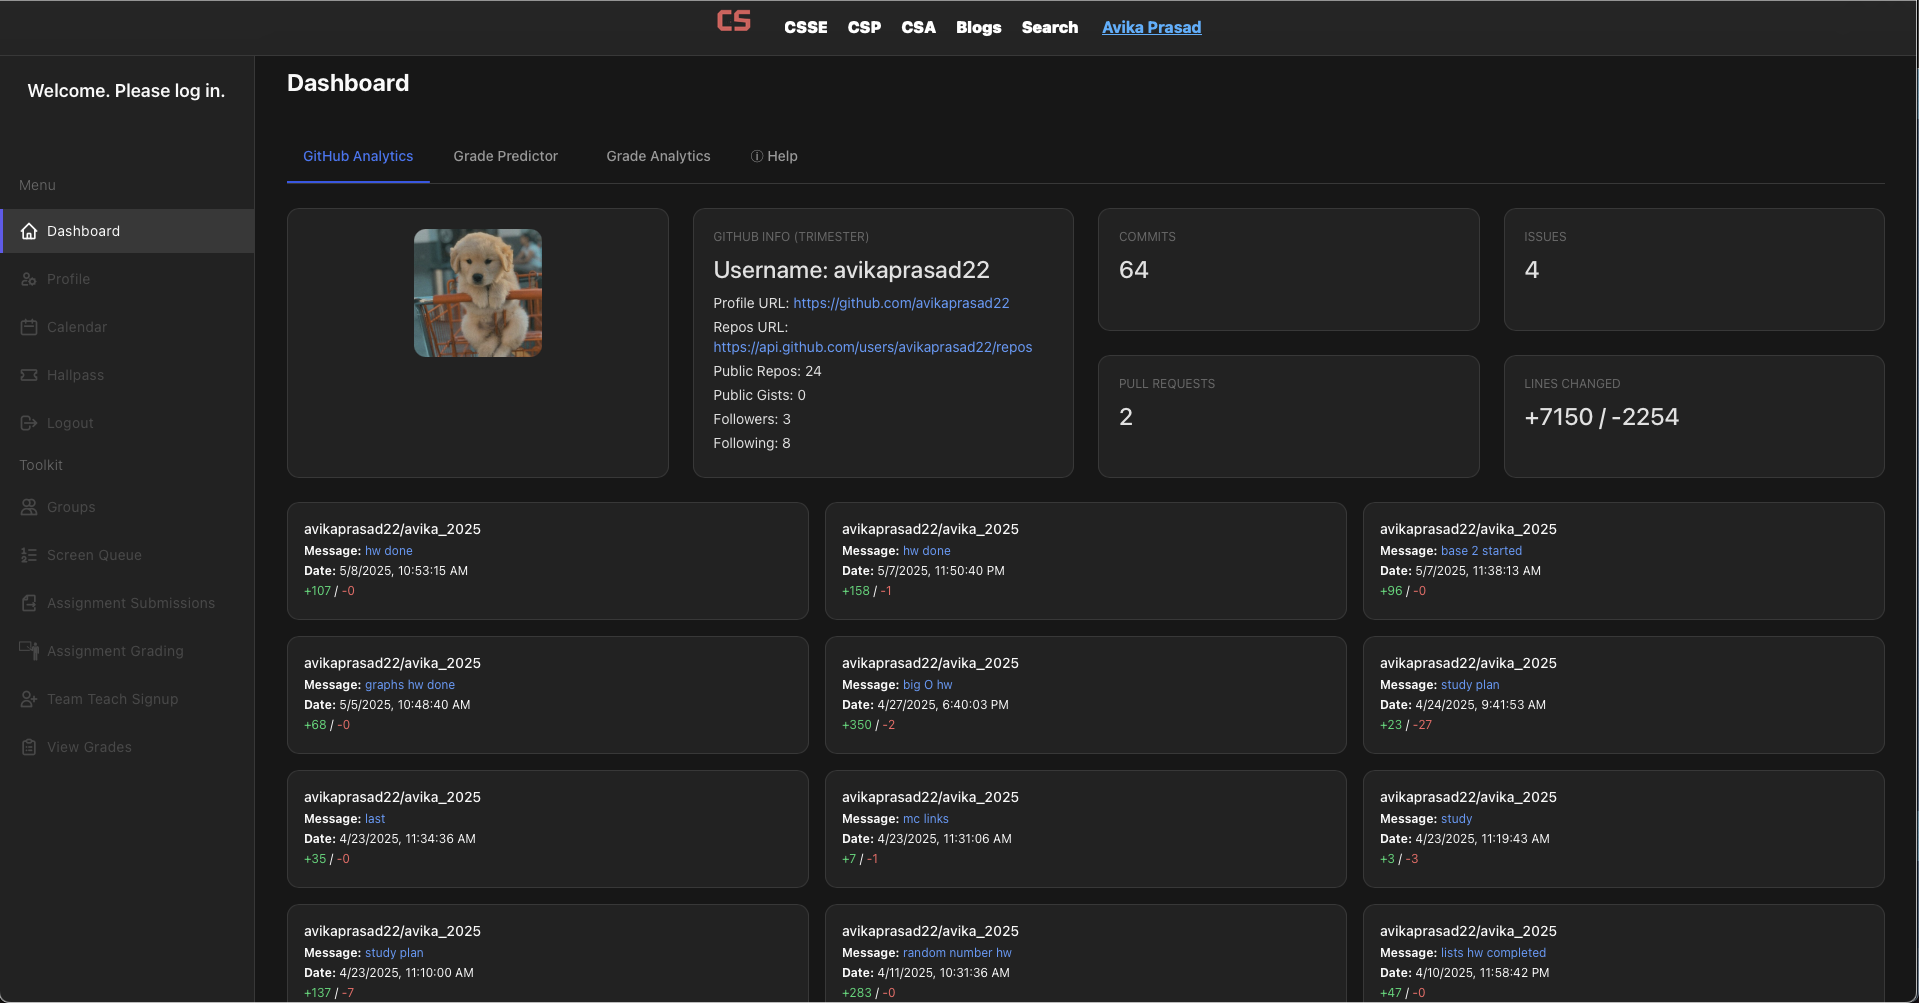 CS
CSSE
CSP
CSA
Blogs
Search
Avika Prasad
Welcome. Please log in.
Menu
Dashboard
Profile
Calendar
Hallpass
Logout
Toolkit
Groups
Screen Queue
Assignment Submissions
Assignment Grading
Team Teach Signup
View Grades
Dashboard
GitHub Analytics
Grade Predictor
Grade Analytics
ⓘ Help
GITHUB INFO (TRIMESTER)
Username: avikaprasad22
Profile URL: https://github.com/avikaprasad22
Repos URL:
https://api.github.com/users/avikaprasad22/repos
Public Repos: 24
Public Gists: 0
Followers: 3
Following: 8
COMMITS
64
ISSUES
4
PULL REQUESTS
2
LINES CHANGED
+7150 / -2254
avikaprasad22/avika_2025
Message: hw done
Date: 5/8/2025, 10:53:15 AM
+107 / -0
avikaprasad22/avika_2025
Message: hw done
Date: 5/7/2025, 11:50:40 PM
+158 / -1
avikaprasad22/avika_2025
Message: base 2 started
Date: 5/7/2025, 11:38:13 AM
+96 / -0
avikaprasad22/avika_2025
Message: graphs hw done
Date: 5/5/2025, 10:48:40 AM
+68 / -0
avikaprasad22/avika_2025
Message: big O hw
Date: 4/27/2025, 6:40:03 PM
+350 / -2
avikaprasad22/avika_2025
Message: study plan
Date: 4/24/2025, 9:41:53 AM
+23 / -27
avikaprasad22/avika_2025
Message: last
Date: 4/23/2025, 11:34:36 AM
+35 / -0
avikaprasad22/avika_2025
Message: mc links
Date: 4/23/2025, 11:31:06 AM
+7 / -1
avikaprasad22/avika_2025
Message: study
Date: 4/23/2025, 11:19:43 AM
+3 / -3
avikaprasad22/avika_2025
Message: study plan
Date: 4/23/2025, 11:10:00 AM
+137 / -7
avikaprasad22/avika_2025
Message: random number hw
Date: 4/11/2025, 10:31:36 AM
+283 / -0
avikaprasad22/avika_2025
Message: lists hw completed
Date: 4/10/2025, 11:58:42 PM
+47 / -0